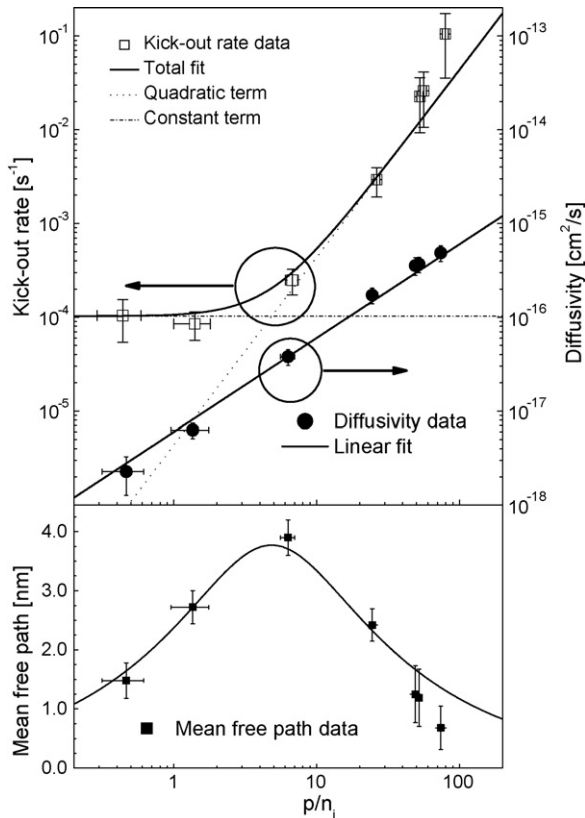 Kick-out rate [s⁻¹]
10⁻¹
10⁻²
10⁻³
10⁻⁴
10⁻⁵
Kick-out rate data
Total fit
Quadratic term
Constant term
Diffusivity data
Linear fit
10⁻¹³
10⁻¹⁴
10⁻¹⁵
10⁻¹⁶
10⁻¹⁷
10⁻¹⁸
Diffusivity [cm²/s]
Mean free path [nm]
4.0
3.0
2.0
1.0
0.0
Mean free path data
1
10
100
p/nᵢ